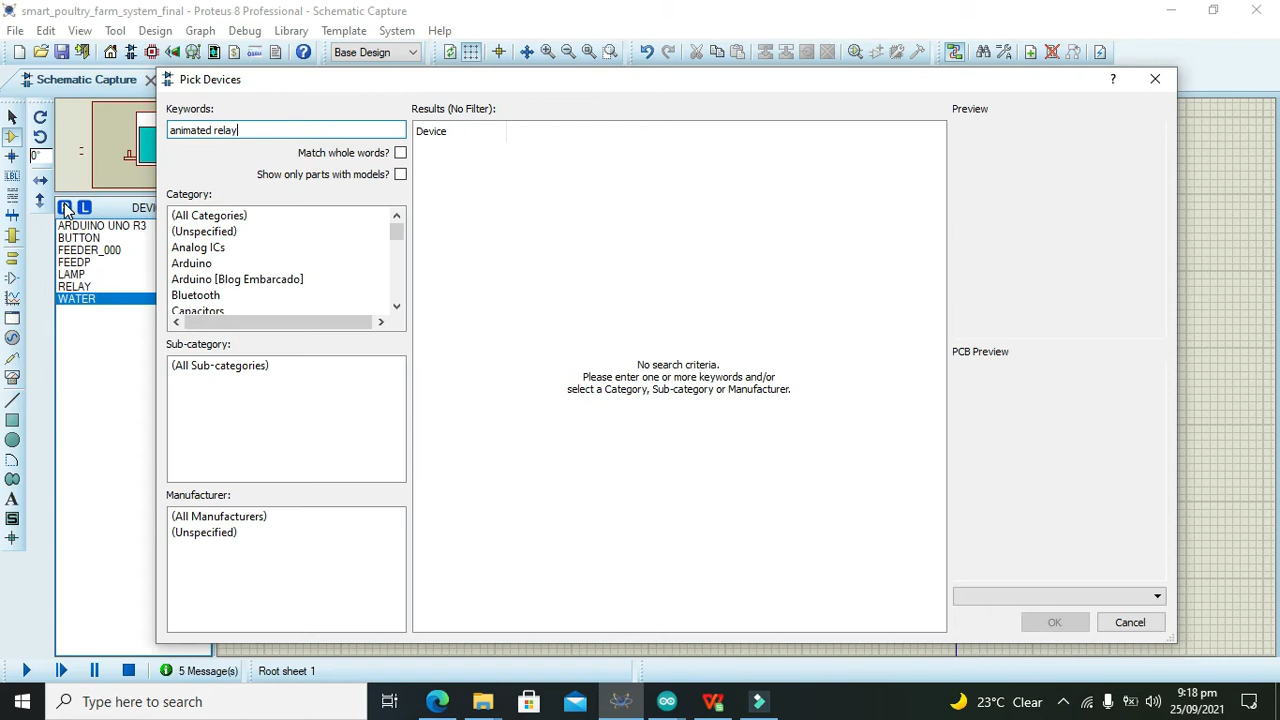 smart_poultry_farm_system_final - Proteus 8 Professional - Schematic Capture
File Edit View Tool Design Graph Debug Library Template System Help
Base Design
Schematic Capture
Pick Devices
?
Keywords:
animated relay
Match whole words?
Show only parts with models?
Category:
(All Categories)
(Unspecified)
Analog ICs
Arduino
Arduino [Blog Embarcado]
Bluetooth
Capacitors
Sub-category:
(All Sub-categories)
Manufacturer:
(All Manufacturers)
(Unspecified)
Results (No Filter):
Device
No search criteria.
Please enter one or more keywords and/or
select a Category, Sub-category or Manufacturer.
Preview
PCB Preview
OK Cancel
0°
LBL
L DEVI
ARDUINO UNO R3
BUTTON
FEEDER_000
FEEDP
LAMP
RELAY
WATER
A
S
5 Message(s) Root sheet 1
Type here to search
23°C Clear
9:18 pm
25/09/2021